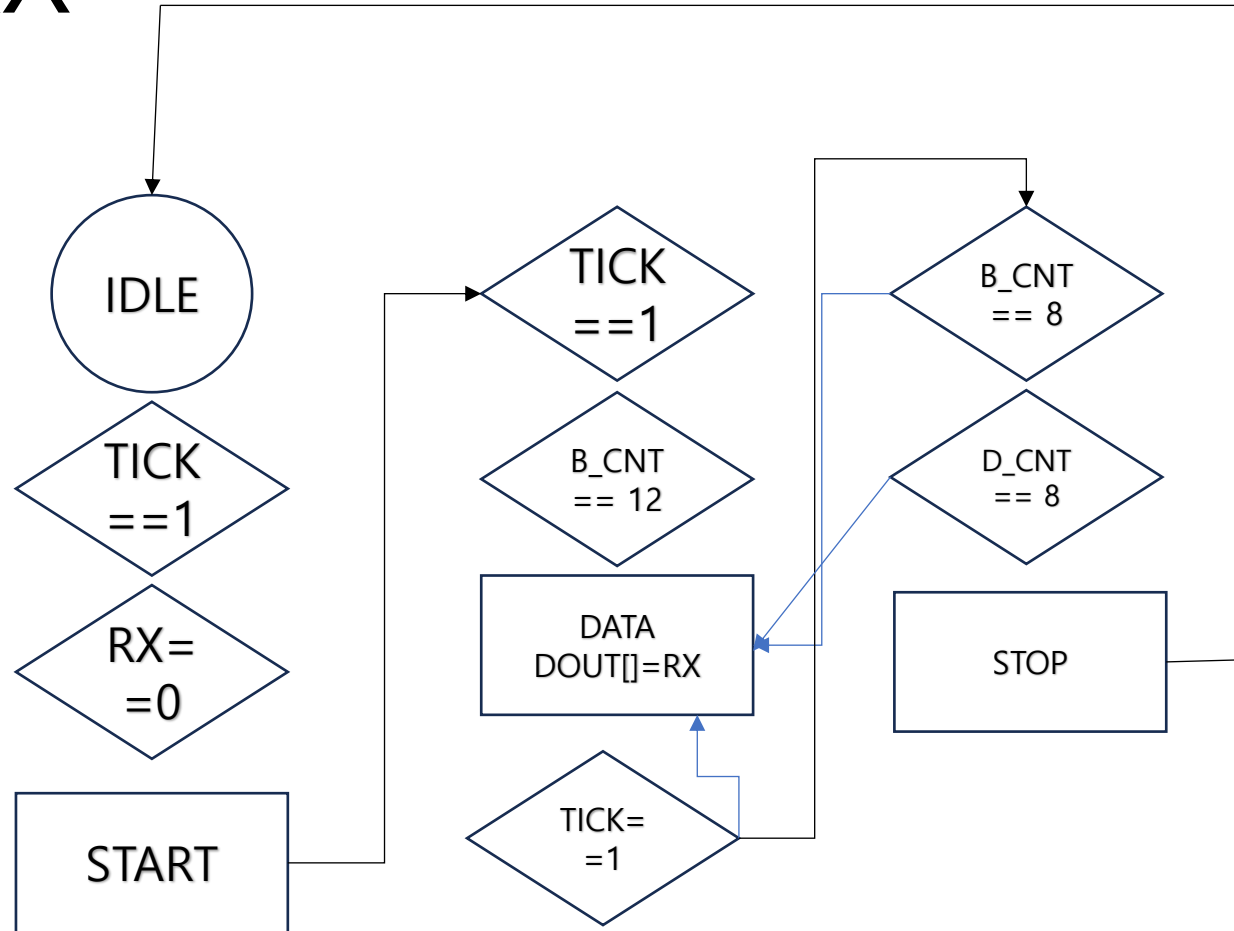 IDLE
TICK
==1
RX=
=0
START
TICK
==1
B_CNT
== 12
DATA
DOUT[]=RX
TICK=
=1
B_CNT
== 8
D_CNT
== 8
STOP